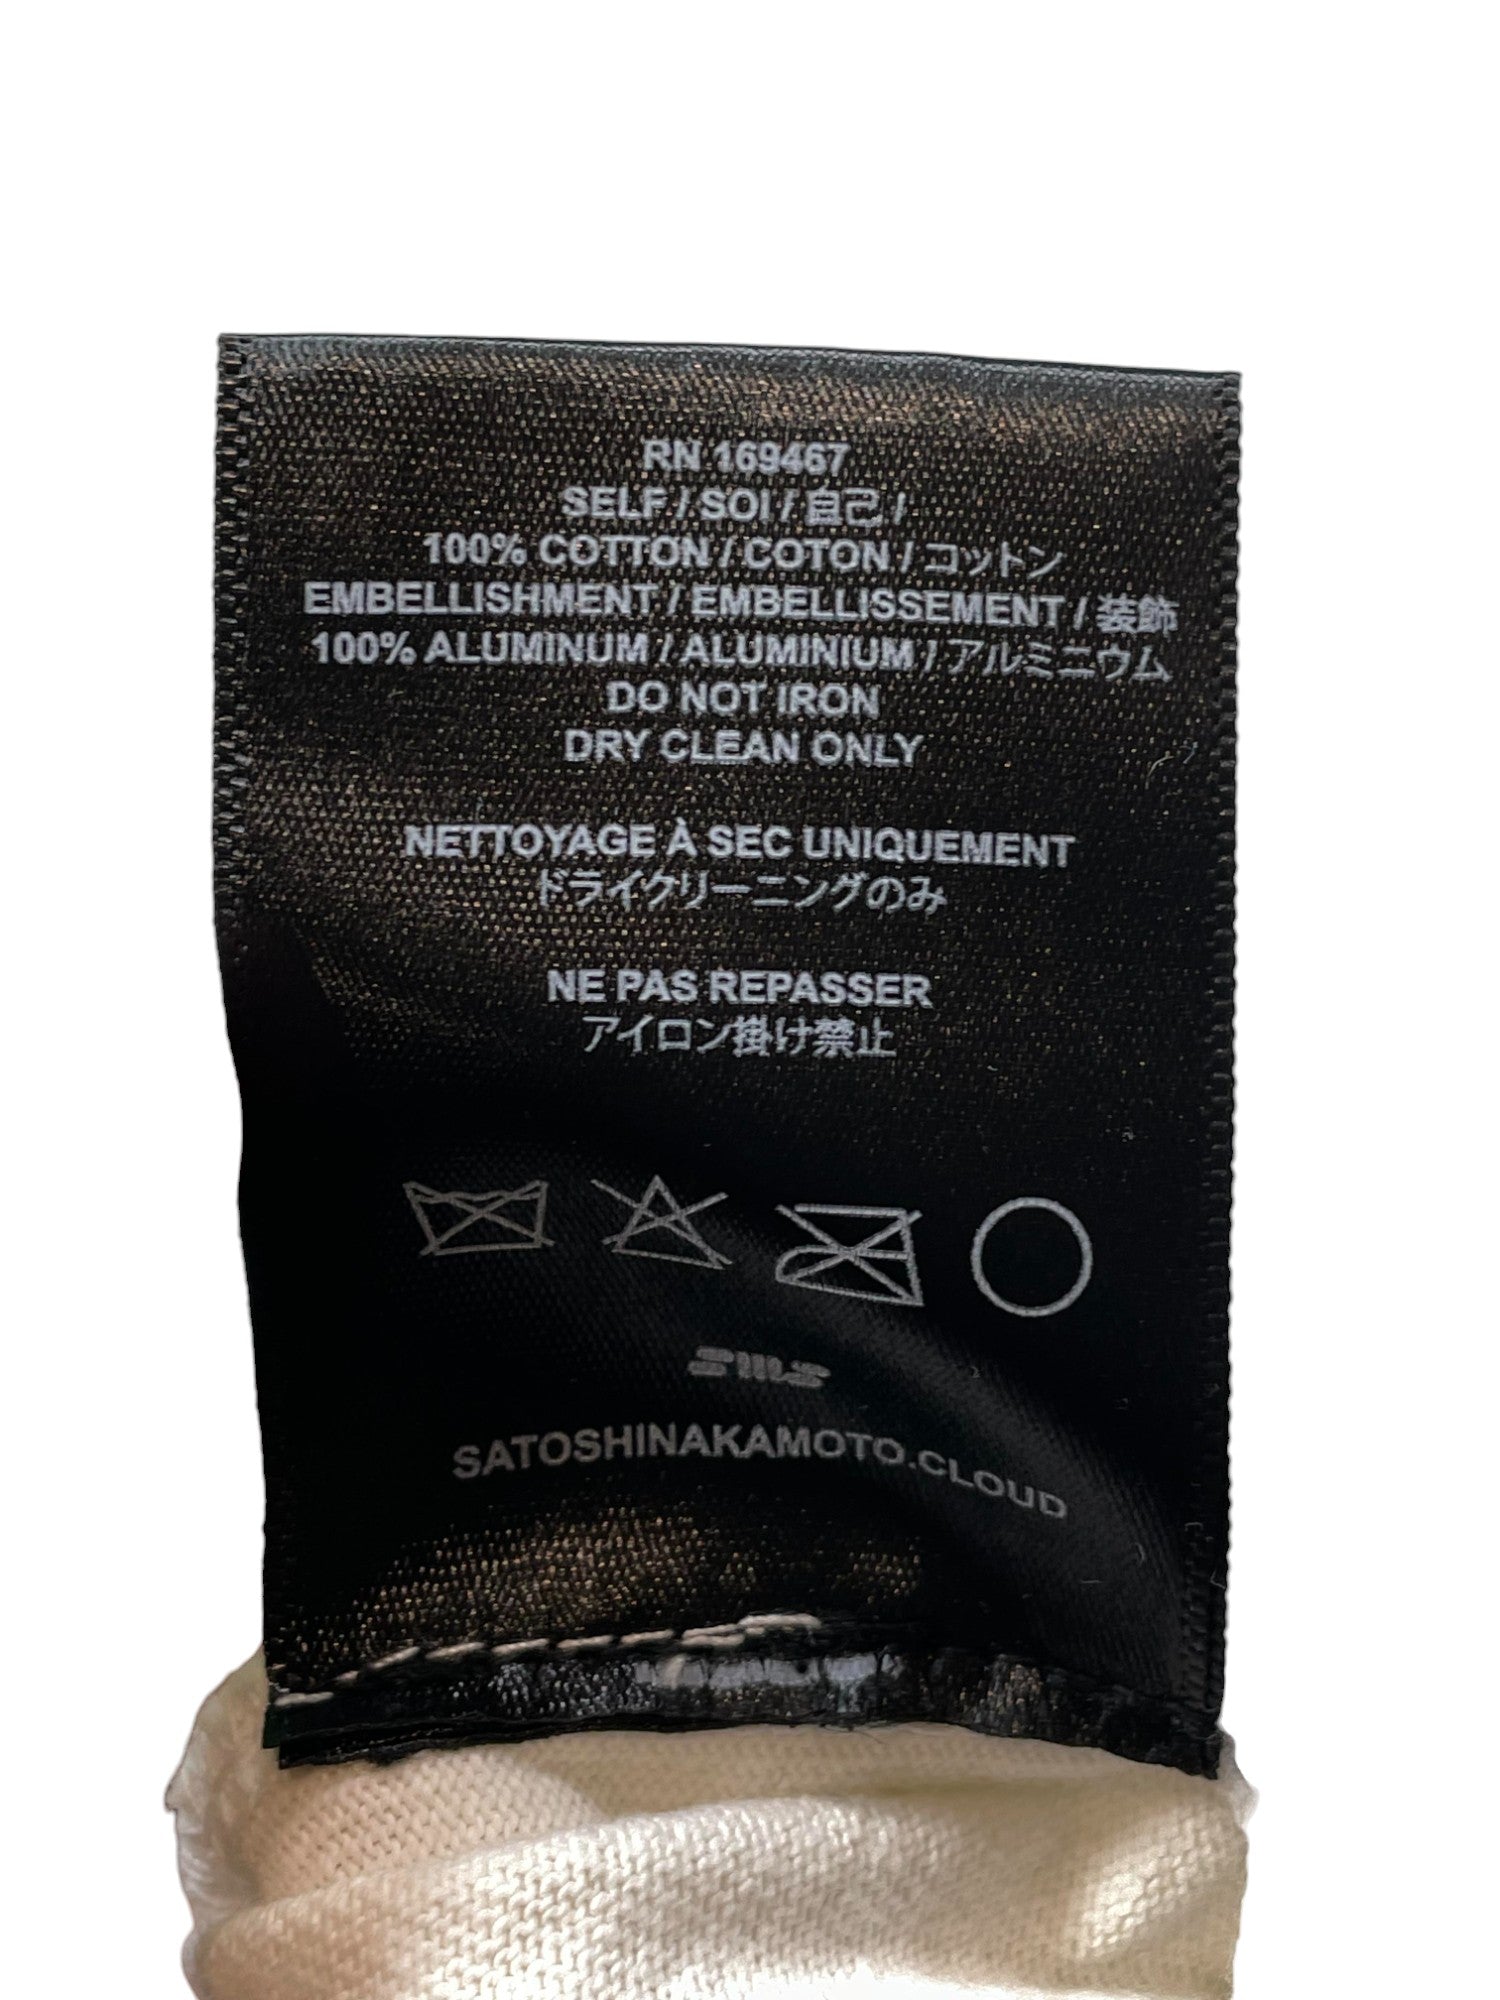 RN 169467
SELF / SOI / 自己 /
100% COTTON / COTON / コットン
EMBELLISHMENT / EMBELLISSEMENT / 装飾
100% ALUMINUM / ALUMINIUM / アルミニウム
DO NOT IRON
DRY CLEAN ONLY
NETTOYAGE À SEC UNIQUEMENT
ドライクリーニングのみ
NE PAS REPASSER
アイロン掛け禁止
SATOSHINAKAMOTO.CLOUD